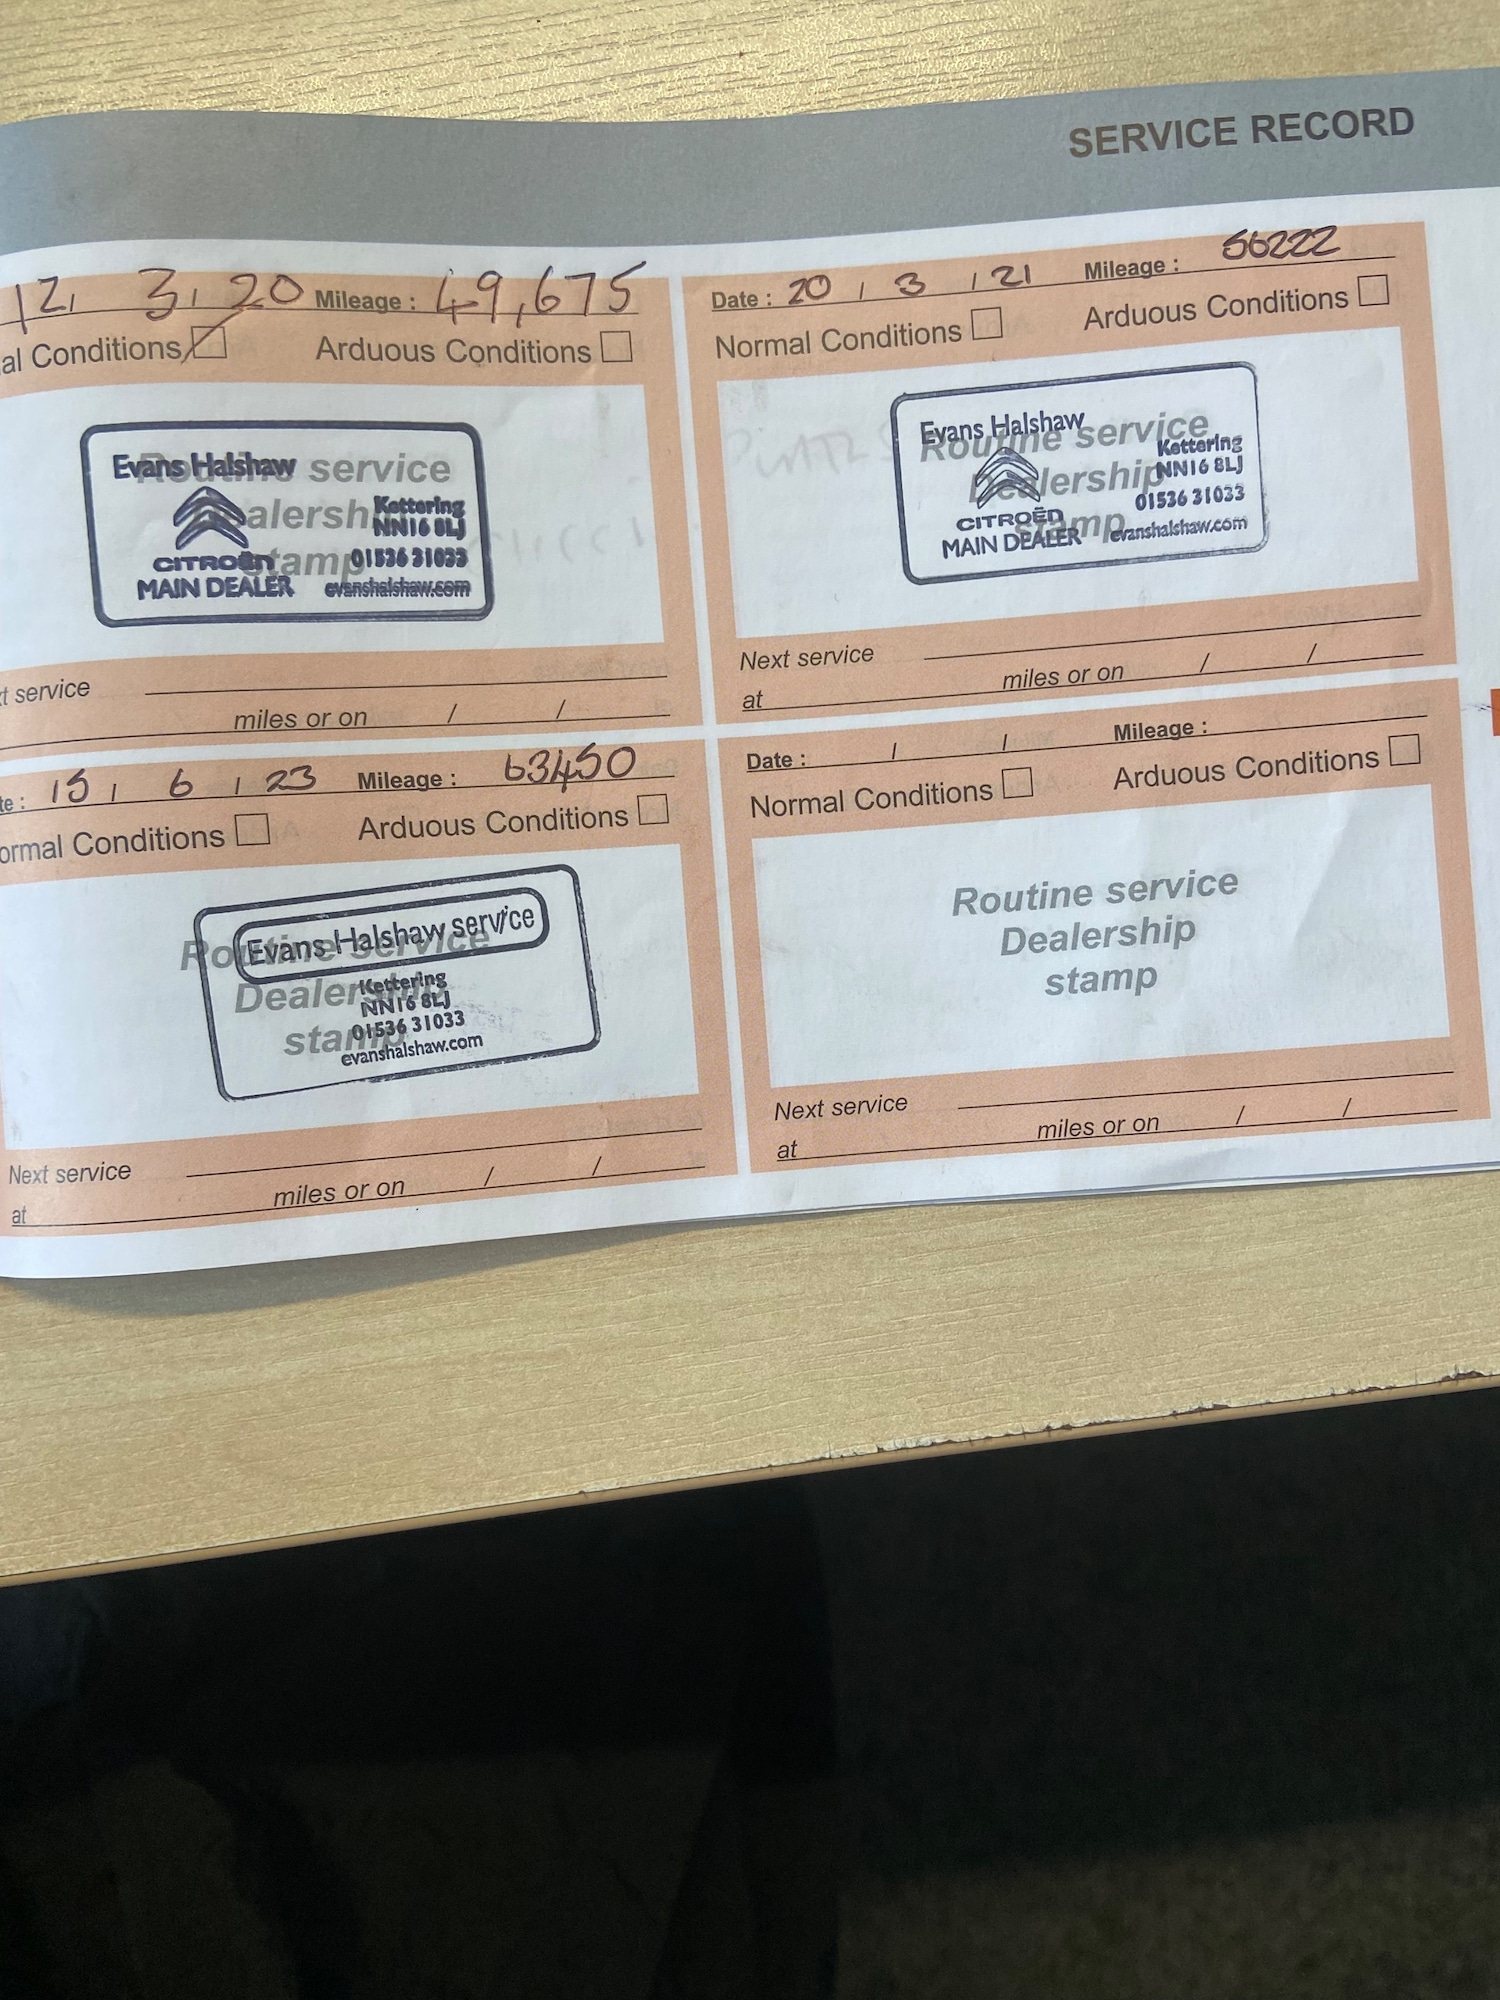 SERVICE RECORD
12 / 3 / 20 Mileage : 49,675
al Conditions Arduous Conditions
Evans Halshaw
Routine service
Dealership
stamp
Kettering
NN16 8LJ
CITROËN
01536 31033
MAIN DEALER evanshalshaw.com
t service
miles or on / /
Date : 20 / 3 / 21 Mileage : 56222
Normal Conditions Arduous Conditions
Evans Halshaw
Routine service
Dealership
stamp
Kettering
NN16 8LJ
CITROËN
01536 31033
MAIN DEALER evanshalshaw.com
Next service
at miles or on / /
te : 15 / 6 / 23 Mileage : 63450
ormal Conditions Arduous Conditions
Evans Halshaw service
Routine service
Dealership
stamp
Kettering
NN16 8LJ
01536 31033
evanshalshaw.com
Next service
at miles or on / /
Date : / / Mileage :
Normal Conditions Arduous Conditions
Routine service
Dealership
stamp
Next service
at miles or on / /